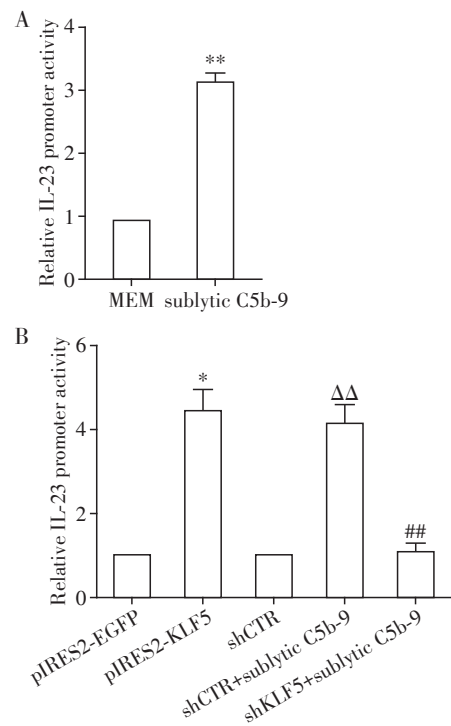 A
Relative IL-23 promoter activity
4
3
2
1
0
**
MEM
sublytic C5b-9
B
Relative IL-23 promoter activity
6
4
2
0
*
ΔΔ
##
pIRES2-EGFP
pIRES2-KLF5
shCTR
shCTR+sublytic C5b-9
shKLF5+sublytic C5b-9